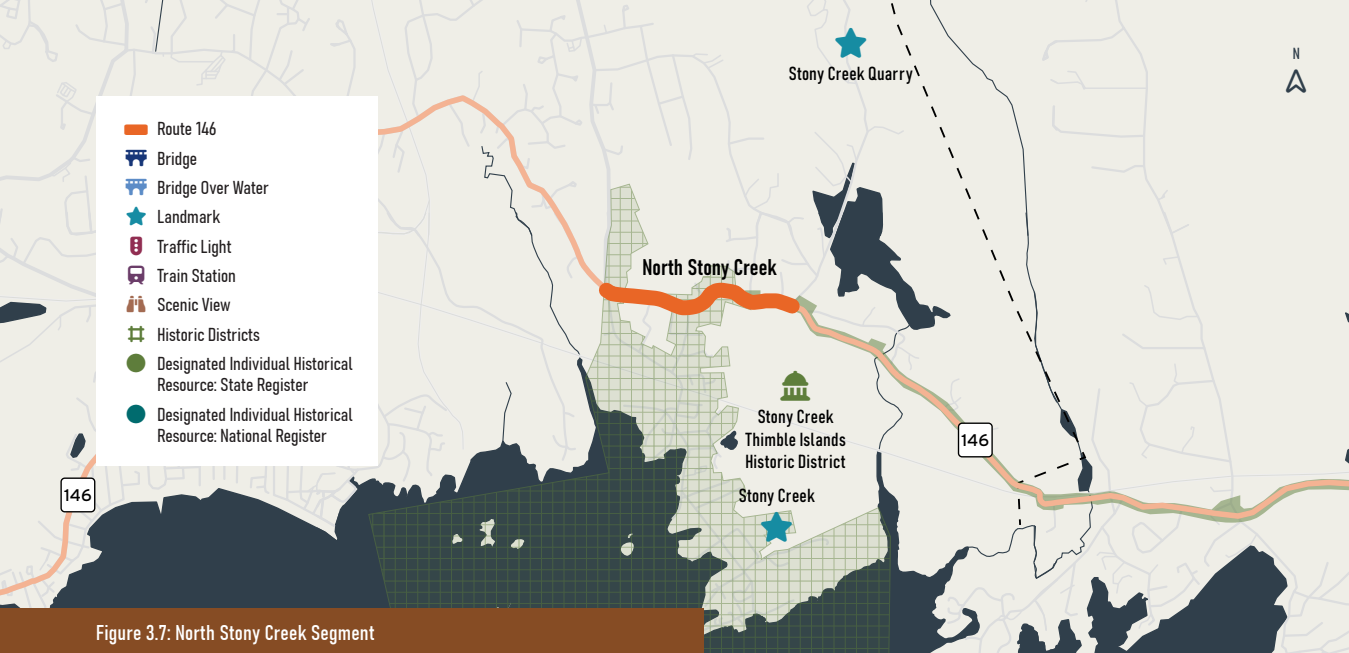 Stony Creek Quarry
N
Route 146
Bridge
Bridge Over Water
Landmark
Traffic Light
Train Station
Scenic View
Historic Districts
Designated Individual Historical
Resource: State Register
Designated Individual Historical
Resource: National Register
North Stony Creek
Stony Creek
Thimble Islands
Historic District
146
Stony Creek
146
Figure 3.7: North Stony Creek Segment